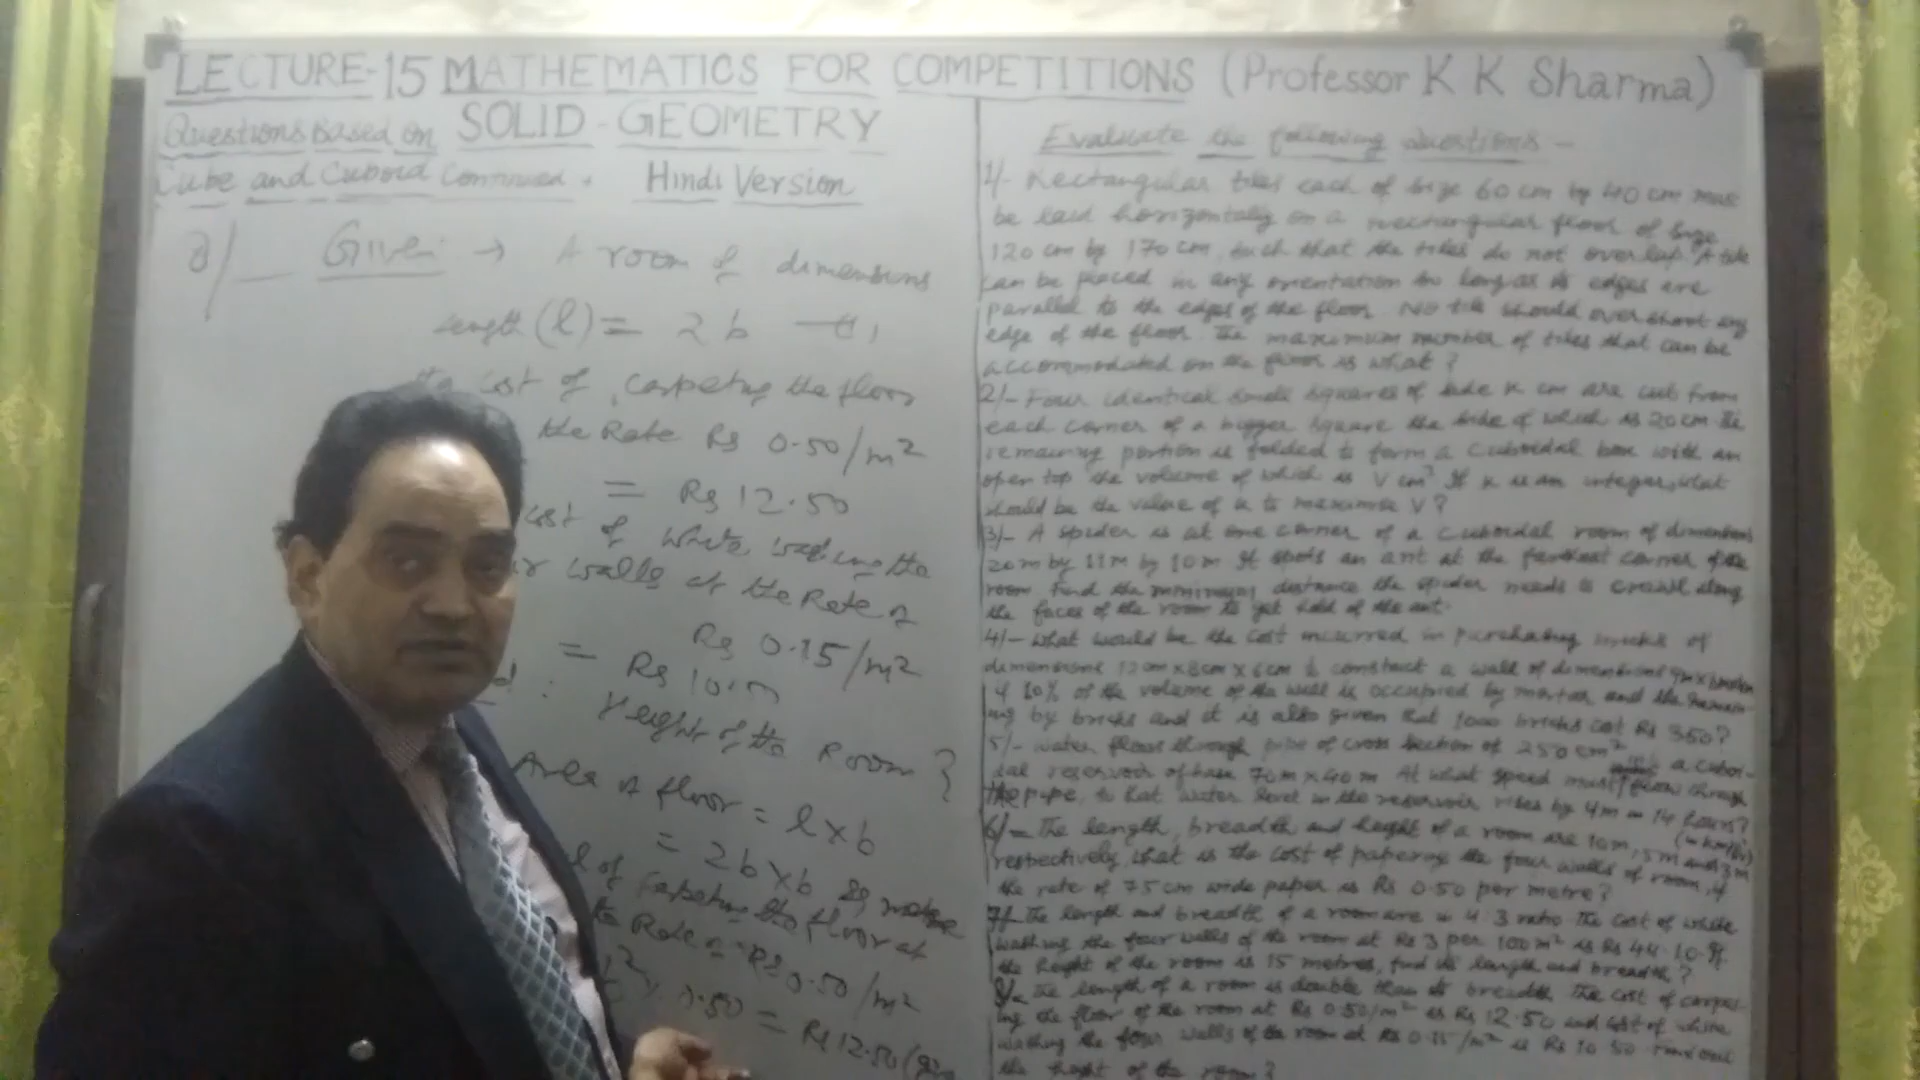 LECTURE-15 MATHEMATICS FOR COMPETITIONS (Professor K K Sharma)
SOLID-GEOMETRY
Questions Based on
Cube and Cuboid Continued.
Hindi Version
8/ Given → A room of dimensions
length (l) = 2b
cost of carpeting the floor
the Rate Rs 0.50/m²
= Rs 12.50
cost of white washing the
walls at the Rate of
Rs 0.15/m²
= Rs
Height of the Room?
Area of floor = l×b
= 2b×b
of carpeting the floor at
Rate = Rs 0.50/m²
0.50 = Rs 12.50
Evaluate the following Questions -
1/- Rectangular tiles each of size 60 cm by 40 cm must
be laid horizontally on a rectangular floor of size
120 cm by 170 cm, such that the tiles do not overlap A tile
can be placed in any orientation so long as its edges are
parallel to the edges of the floor. No tile should overshoot any
edge of the floor. The maximum number of tiles that can be
accommodated on the floor is what?
2/- Four identical small squares of side x cm are cut from
each corner of a bigger square the side of which is 20 cm The
remaining portion is folded to form a cuboidal box with an
open top the volume of which is V cm³ If x is an integer, what
should be the value of x to maximise V?
3/- A spider is at one corner of a cuboidal room of dimensions
20m by 11m by 10m It spots an ant at the farthest corner of the
room Find the minimum distance the spider needs to crawl along
the faces of the room to get hold of the ant.
4/- What would be the cost incurred in purchasing bricks of
dimensions 12cm×8cm×6cm to construct a wall of dimensions
if 10% of the volume of the wall is occupied by mortar and the remain-
ing by bricks and it is also given that 1000 bricks cost Rs 350?
5/- Water flows through pipe of cross section of 250 cm² a cuboi-
dal reservoir of base 70m×40m At what speed must flow through
the pipe, so that water level in the reservoir rises by 4m in 14 hours?
(in km/hr)
6/- The length, breadth and height of a room are 10m, 5m and 3m
respectively, what is the cost of papering the four walls of room, if
the rate of 75 cm wide paper is Rs 0.50 per metre?
7/- The length and breadth of a room are in 4:3 ratio The cost of white
washing the four walls of the room at Rs 3 per 100m² is Rs 44.10. If
the height of the room is 15 metres, find its length and breadth?
8/- The length of a room is double than its breadth The cost of carpet-
ing the floor of the room at Rs 0.50/m² is Rs 12.50 and cost of white
washing the four walls of the room at Rs 0.15/m² is Rs 10.50. Find out
the height of the room?